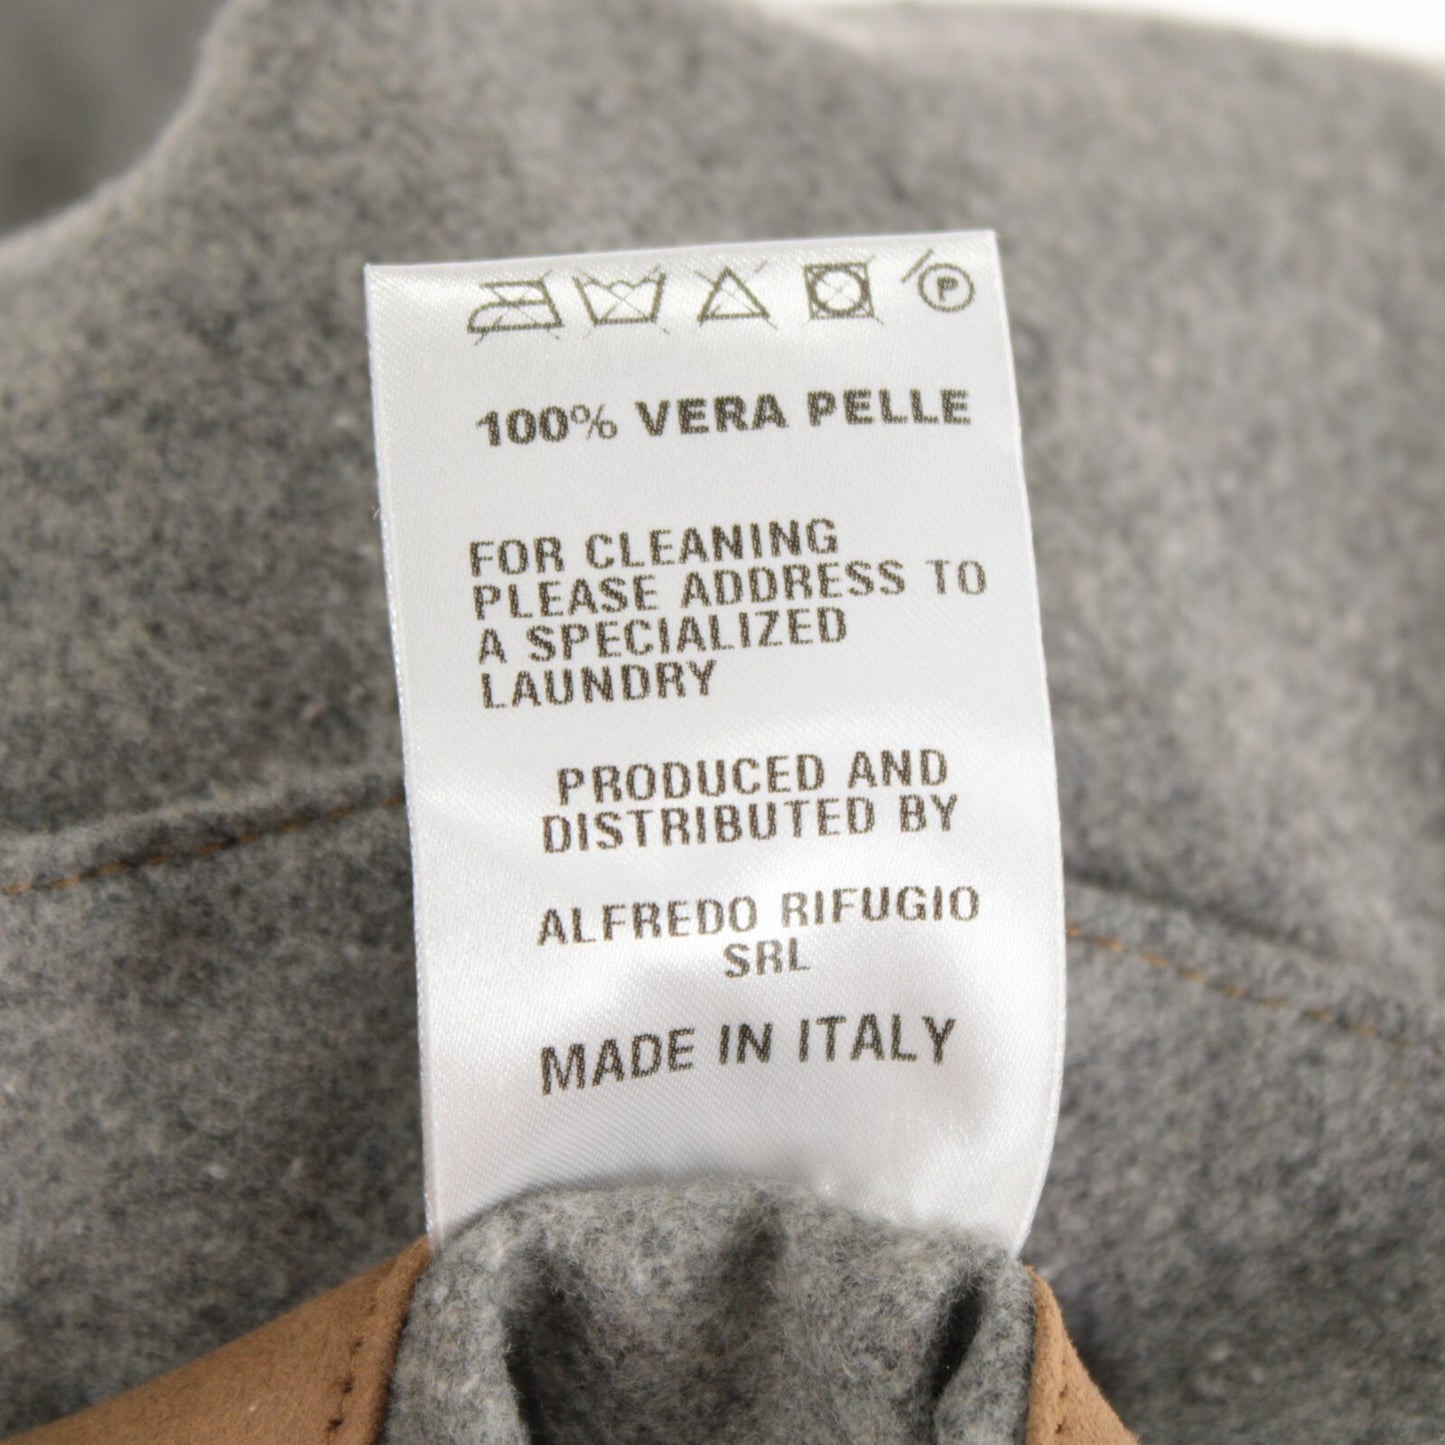 P
100% VERA PELLE
FOR CLEANING
PLEASE ADDRESS TO
A SPECIALIZED
LAUNDRY
PRODUCED AND
DISTRIBUTED BY
ALFREDO RIFUGIO
SRL
MADE IN ITALY